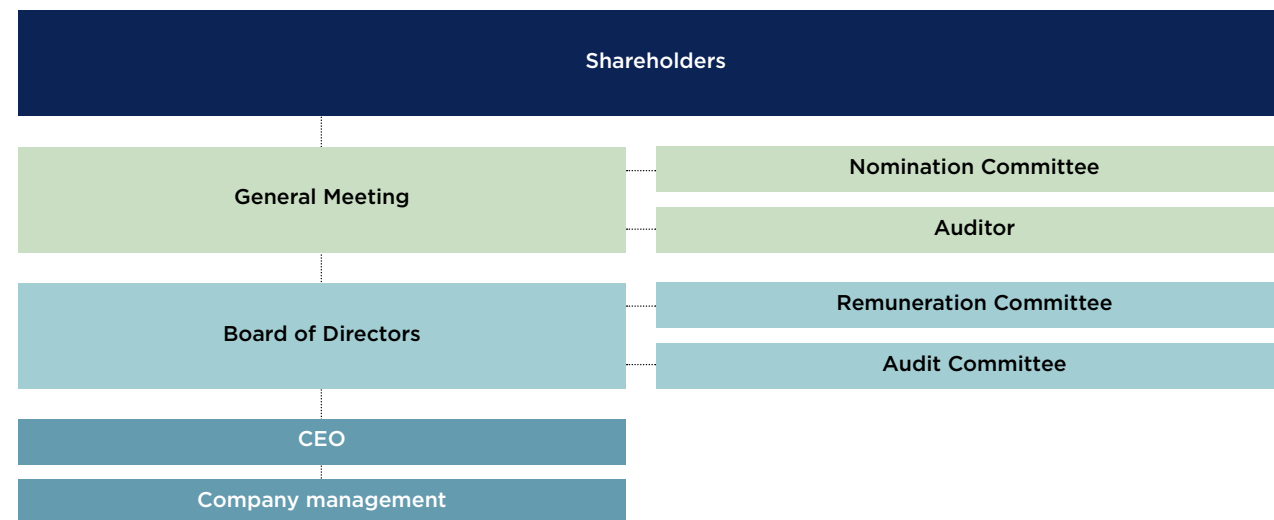 Shareholders
General Meeting
Nomination Committee
Auditor
Board of Directors
Remuneration Committee
Audit Committee
CEO
Company management